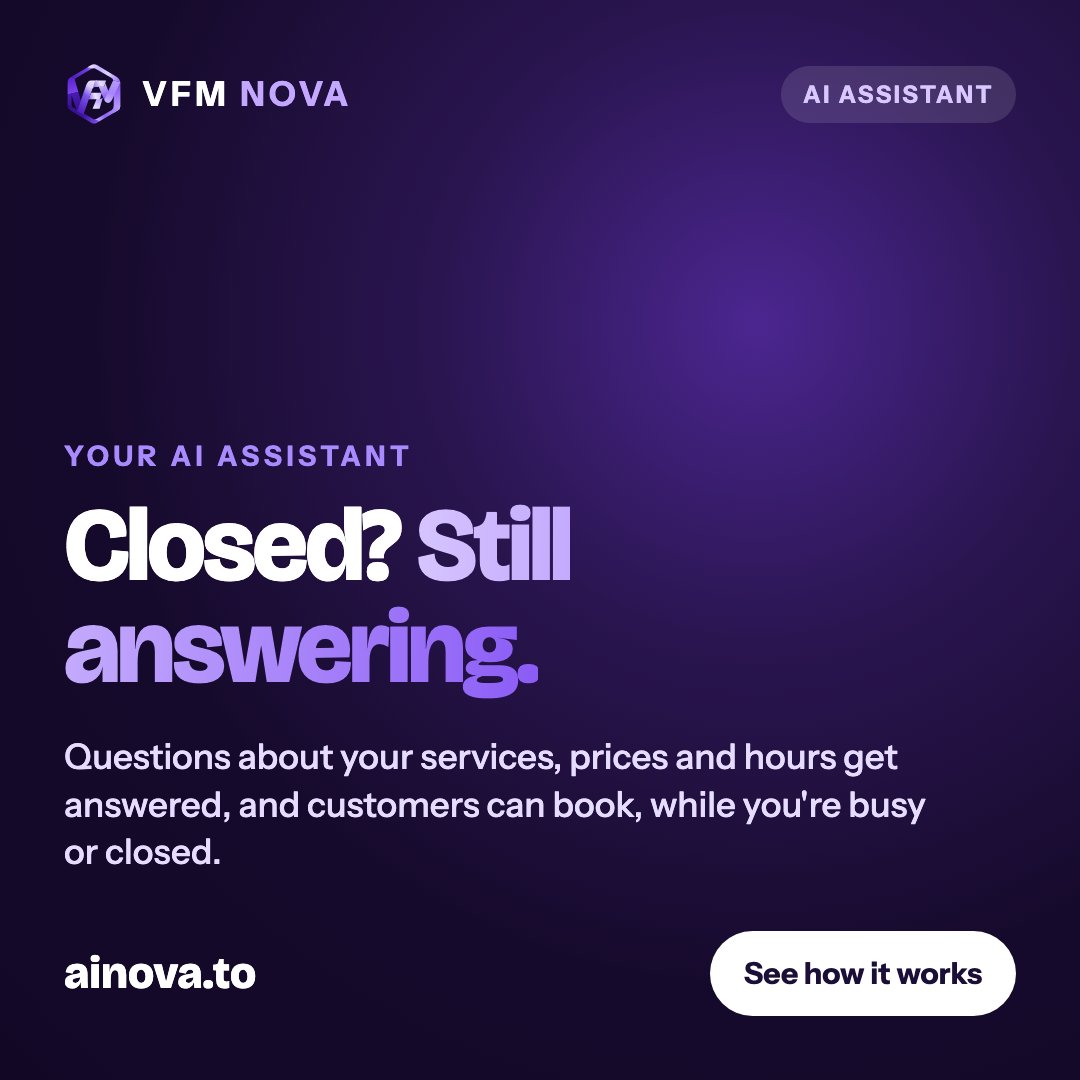 VFM NOVA
AI ASSISTANT
YOUR AI ASSISTANT
Closed? Still
answering.
Questions about your services, prices and hours get
answered, and customers can book, while you're busy
or closed.
ainova.to
See how it works